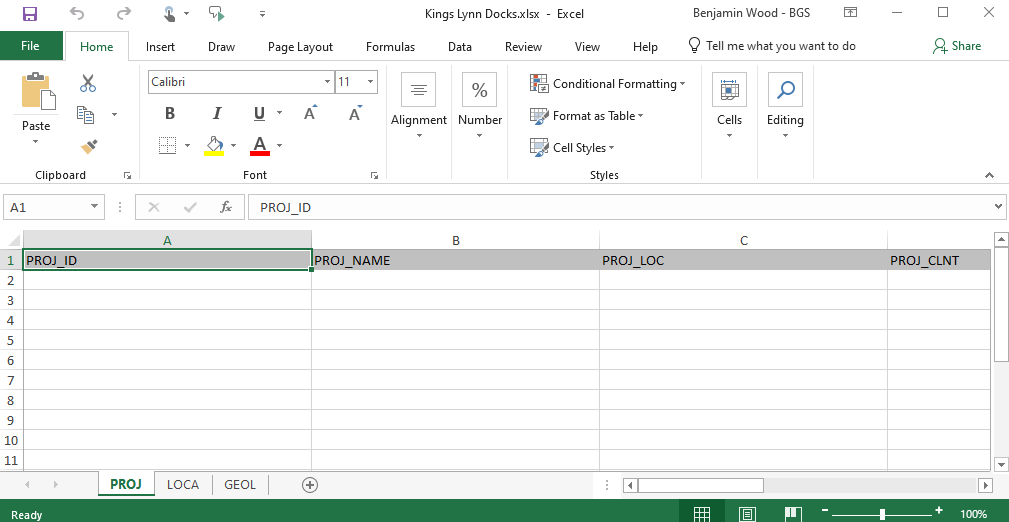 Kings Lynn Docks.xlsx - Excel
Benjamin Wood - BGS
File Home Insert Draw Page Layout Formulas Data Review View Help Tell me what you want to do Share
Calibri 11
Paste
B I U A A
A
Alignment
%
Number
Conditional Formatting
Format as Table
Cell Styles
Cells
Editing
Clipboard Font Styles
A1 fx PROJ_ID
A B C
1 PROJ_ID PROJ_NAME PROJ_LOC PROJ_CLNT
2
3
4
5
6
7
8
9
10
11
PROJ LOCA GEOL
Ready - + 100%